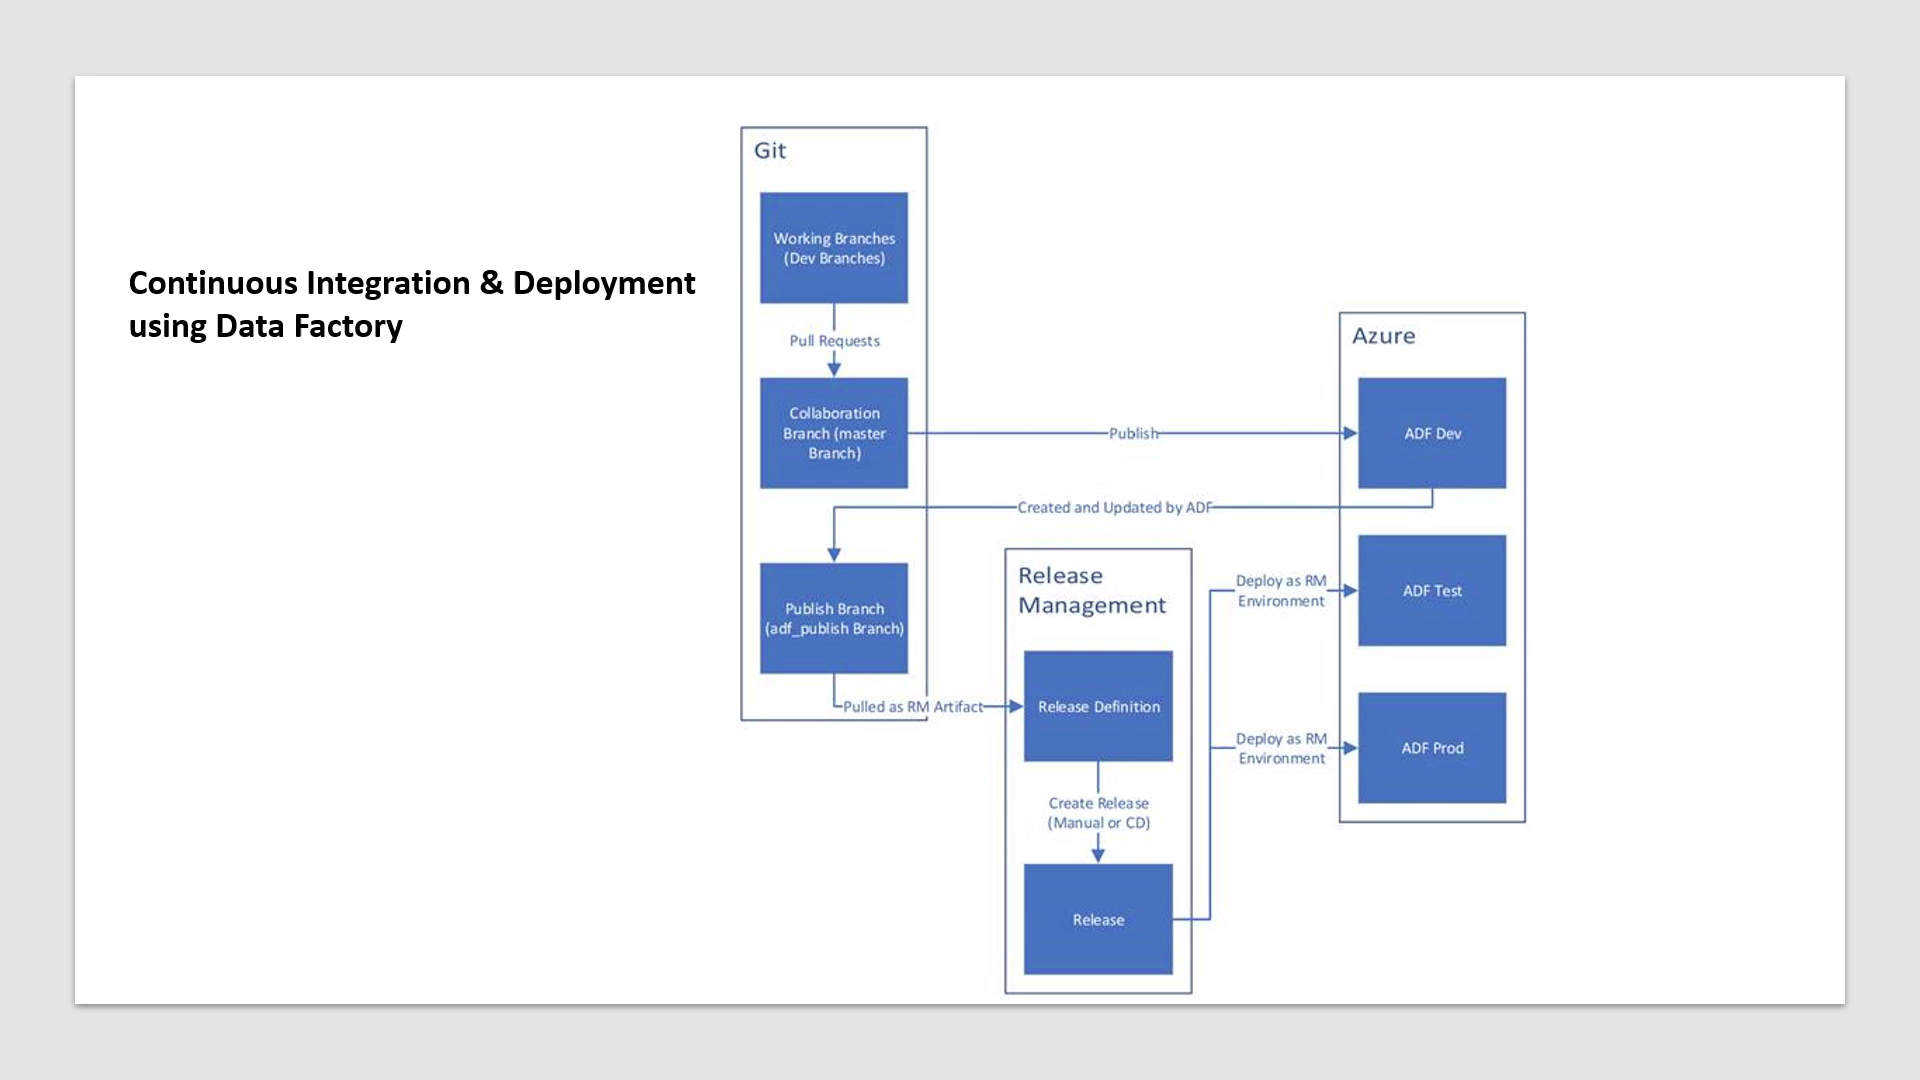 Continuous Integration & Deployment
using Data Factory
Git
Working Branches
(Dev Branches)
Pull Requests
Collaboration
Branch (master
Branch)
Publish
Created and Updated by ADF
Publish Branch
(adf_publish Branch)
Pulled as RM Artifact
Release
Management
Release Definition
Create Release
(Manual or CD)
Release
Deploy as RM
Environment
Deploy as RM
Environment
Azure
ADF Dev
ADF Test
ADF Prod